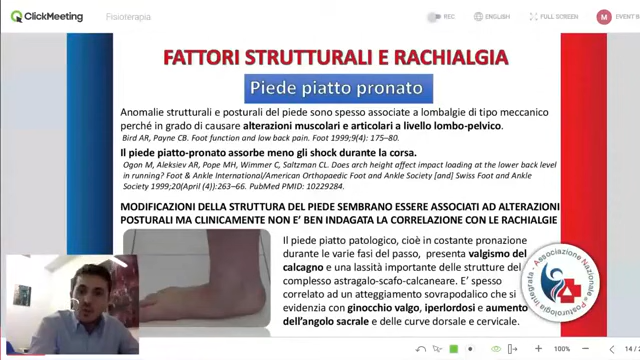 ClickMeeting
Fisioterapia
REC
ENGLISH
FULL SCREEN
M
EVENT
FATTORI STRUTTURALI E RACHIALGIA
Piede piatto pronato
Anomalie strutturali e posturali del piede sono spesso associate a lombalgie di tipo meccanico
perché in grado di causare alterazioni muscolari e articolari a livello lombo-pelvico.
Bird AR, Payne CB. Foot function and low back pain. Foot 1999;9(4): 175–80.
Il piede piatto-pronato assorbe meno gli shock durante la corsa.
Ogon M, Aleksiev AR, Pope MH, Wimmer C, Saltzman CL. Does arch height affect impact loading at the lower back level
in running? Foot & Ankle International/American Orthopaedic Foot and Ankle Society [and] Swiss Foot and Ankle
Society 1999;20(April (4)):263–66. PubMed PMID: 10229284.
MODIFICAZIONI DELLA STRUTTURA DEL PIEDE SEMBRANO ESSERE ASSOCIATI AD ALTERAZIONI
POSTURALI MA CLINICAMENTE NON E' BEN INDAGATA LA CORRELAZIONE CON LE RACHIALGIE
Il piede piatto patologico, cioè in costante pronazione
durante le varie fasi del passo, presenta valgismo del
calcagno e una lassità importante delle strutture del
complesso astragalo-scafo-calcaneare. E' spesso
correlato ad un atteggiamento sovrapodalico che si
evidenzia con ginocchio valgo, iperlordosi e aumento
dell'angolo sacrale e delle curve dorsale e cervicale.
Associazione Nazionale
Posturologia Integrata
100%
14